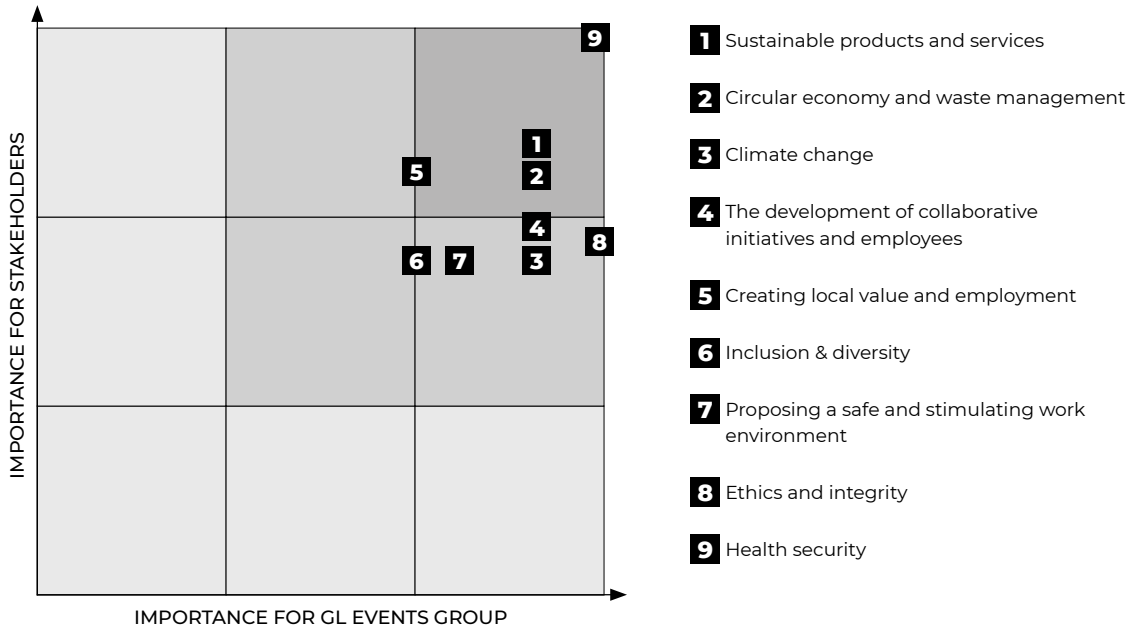 IMPORTANCE FOR STAKEHOLDERS
9
1
5
2
4
8
6
7
3
IMPORTANCE FOR GL EVENTS GROUP
1 Sustainable products and services
2 Circular economy and waste management
3 Climate change
4 The development of collaborative
initiatives and employees
5 Creating local value and employment
6 Inclusion & diversity
7 Proposing a safe and stimulating work
environment
8 Ethics and integrity
9 Health security